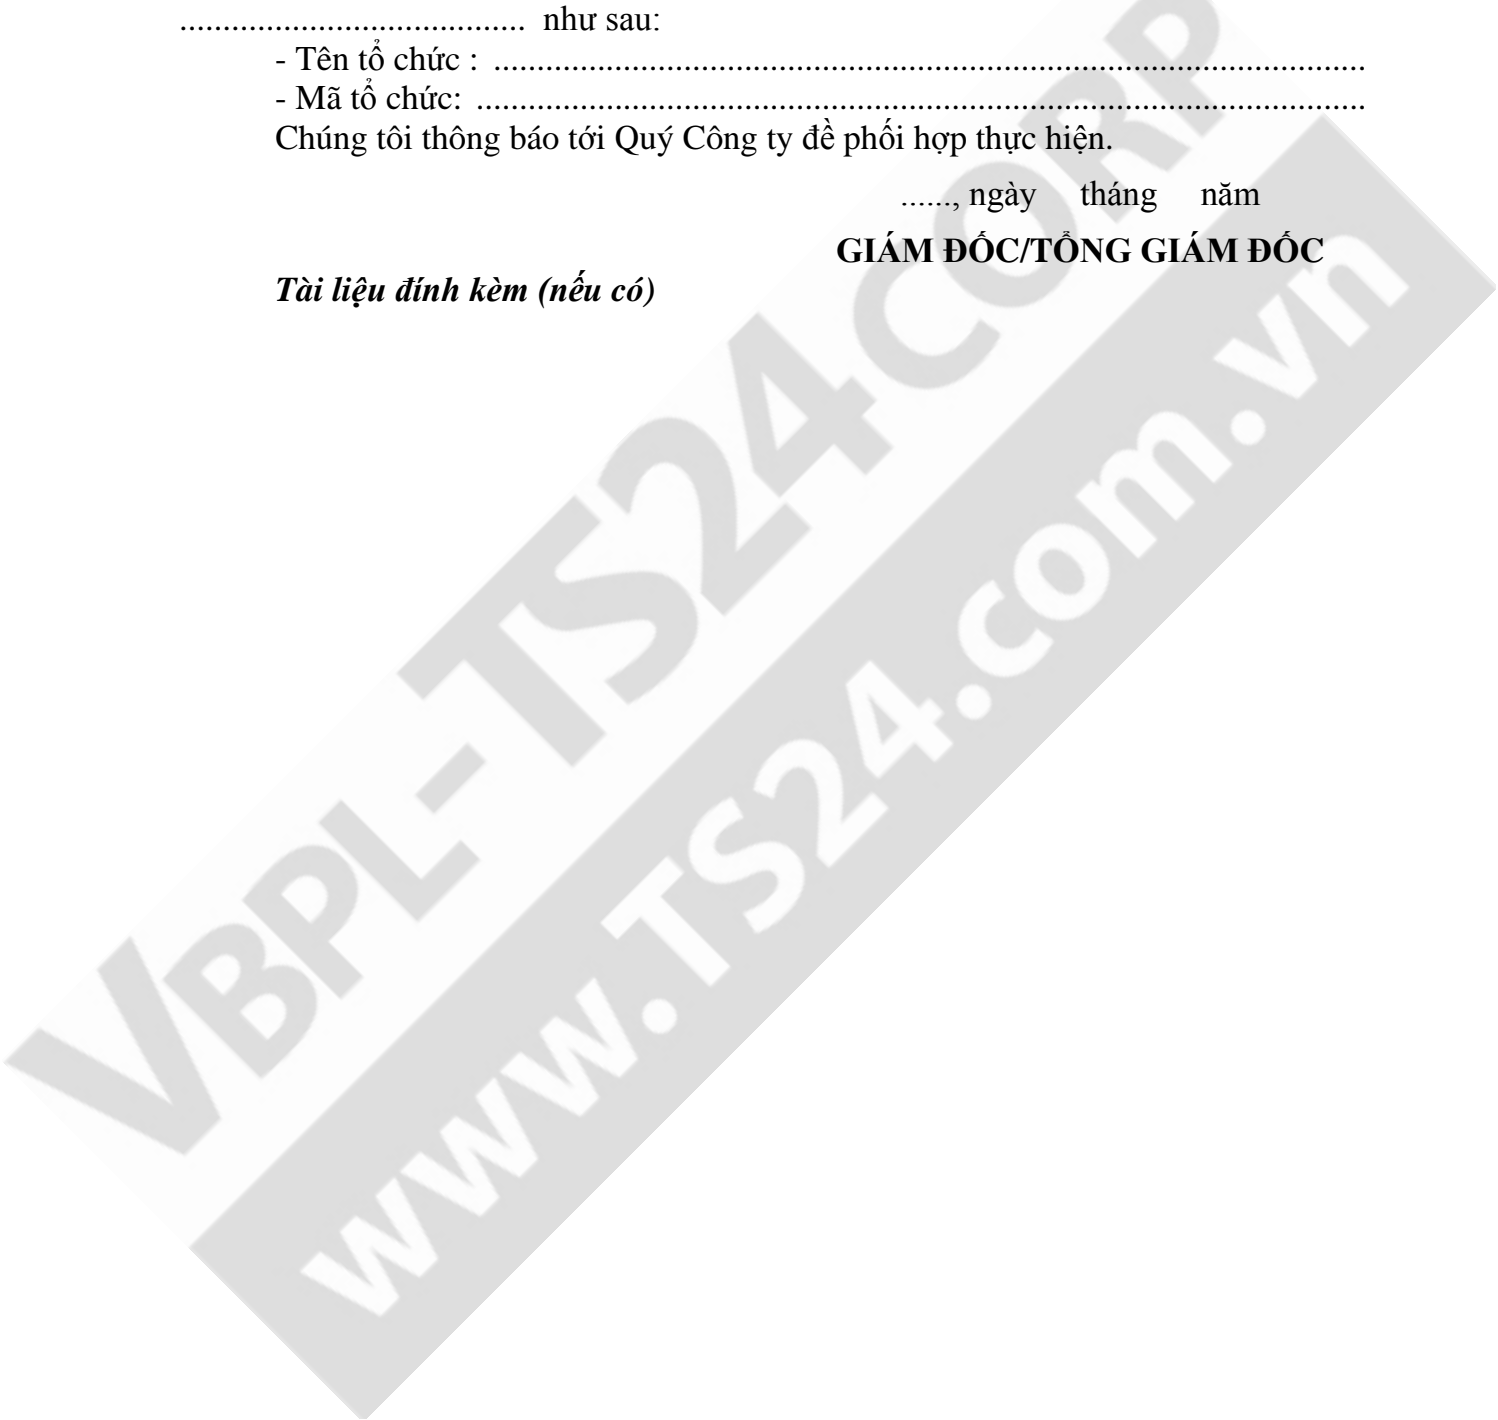 ........................................ như sau:
- Tên tổ chức : .....................................................................................................
- Mã tổ chức: .......................................................................................................
Chúng tôi thông báo tới Quý Công ty đề phối hợp thực hiện.
......, ngày tháng năm
GIÁM ĐỐC/TỔNG GIÁM ĐỐC
Tài liệu đính kèm (nếu có)
VBPL-TS24CORP
www.TS24.com.vn